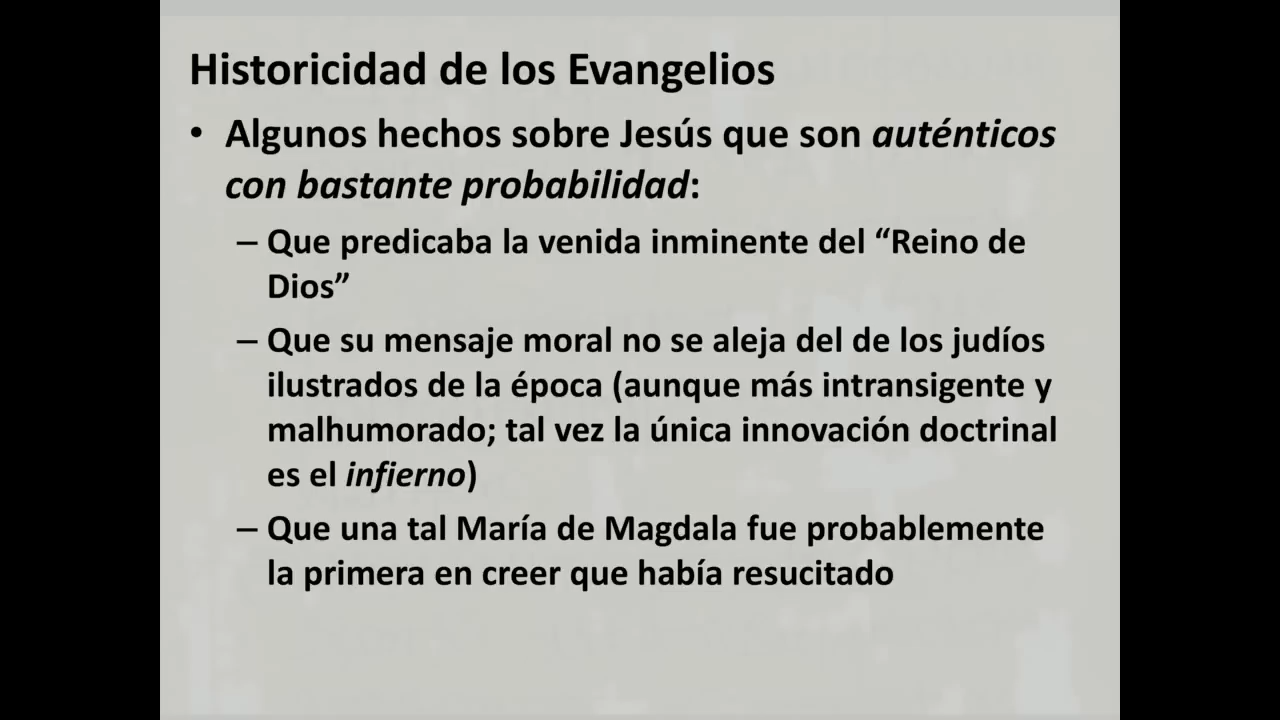 Historicidad de los Evangelios
• Algunos hechos sobre Jesús que son auténticos
con bastante probabilidad:
– Que predicaba la venida inminente del “Reino de
Dios”
– Que su mensaje moral no se aleja del de los judíos
ilustrados de la época (aunque más intransigente y
malhumorado; tal vez la única innovación doctrinal
es el infierno)
– Que una tal María de Magdala fue probablemente
la primera en creer que había resucitado